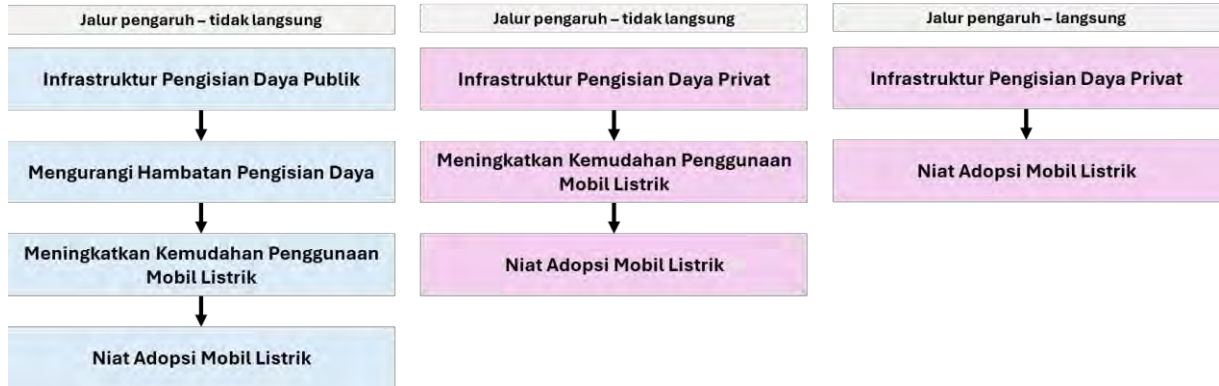 Jalur pengaruh – tidak langsung
Infrastruktur Pengisian Daya Publik
Mengurangi Hambatan Pengisian Daya
Meningkatkan Kemudahan Penggunaan
Mobil Listrik
Niat Adopsi Mobil Listrik
Jalur pengaruh – tidak langsung
Infrastruktur Pengisian Daya Privat
Meningkatkan Kemudahan Penggunaan
Mobil Listrik
Niat Adopsi Mobil Listrik
Jalur pengaruh – langsung
Infrastruktur Pengisian Daya Privat
Niat Adopsi Mobil Listrik